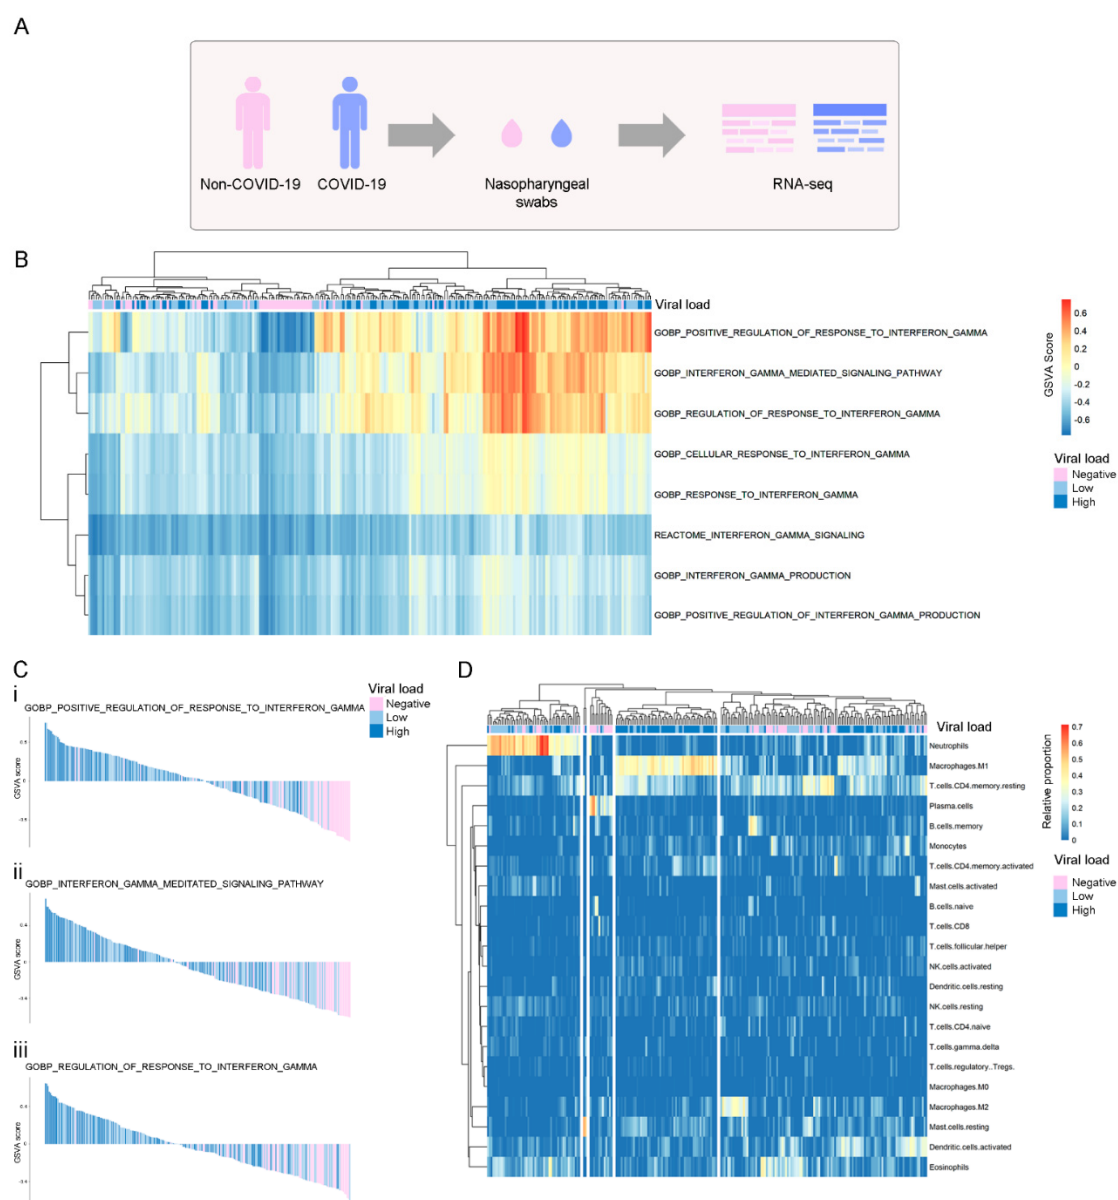 A
Non-COVID-19
COVID-19
Nasopharyngeal
swabs
RNA-seq
B
Viral load
GOBP_POSITIVE_REGULATION_OF_RESPONSE_TO_INTERFERON_GAMMA
GOBP_INTERFERON_GAMMA_MEDIATED_SIGNALING_PATHWAY
GOBP_REGULATION_OF_RESPONSE_TO_INTERFERON_GAMMA
GOBP_CELLULAR_RESPONSE_TO_INTERFERON_GAMMA
GOBP_RESPONSE_TO_INTERFERON_GAMMA
REACTOME_INTERFERON_GAMMA_SIGNALING
GOBP_INTERFERON_GAMMA_PRODUCTION
GOBP_POSITIVE_REGULATION_OF_INTERFERON_GAMMA_PRODUCTION
GSVA Score
0.6
0.4
0.2
0
-0.2
-0.4
-0.6
Viral load
Negative
Low
High
C
Viral load
Negative
Low
High
i
GOBP_POSITIVE_REGULATION_OF_RESPONSE_TO_INTERFERON_GAMMA
GSVA score
0.5
0
-0.5
ii
GOBP_INTERFERON_GAMMA_MEDITATED_SIGNALING_PATHWAY
GSVA score
0
iii
GOBP_REGULATION_OF_RESPONSE_TO_INTERFERON_GAMMA
GSVA score
0
D
Viral load
Neutrophils
Macrophages.M1
T.cells.CD4.memory.resting
Plasma.cells
B.cells.memory
Monocytes
T.cells.CD4.memory.activated
Mast.cells.activated
B.cells.naive
T.cells.CD8
T.cells.follicular.helper
NK.cells.activated
Dendritic.cells.resting
NK.cells.resting
T.cells.CD4.naive
T.cells.gamma.delta
T.cells.regulatory..Tregs.
Macrophages.M0
Macrophages.M2
Mast.cells.resting
Dendritic.cells.activated
Eosinophils
Relative proportion
0.7
0.6
0.5
0.4
0.3
0.2
0.1
0
Viral load
Negative
Low
High